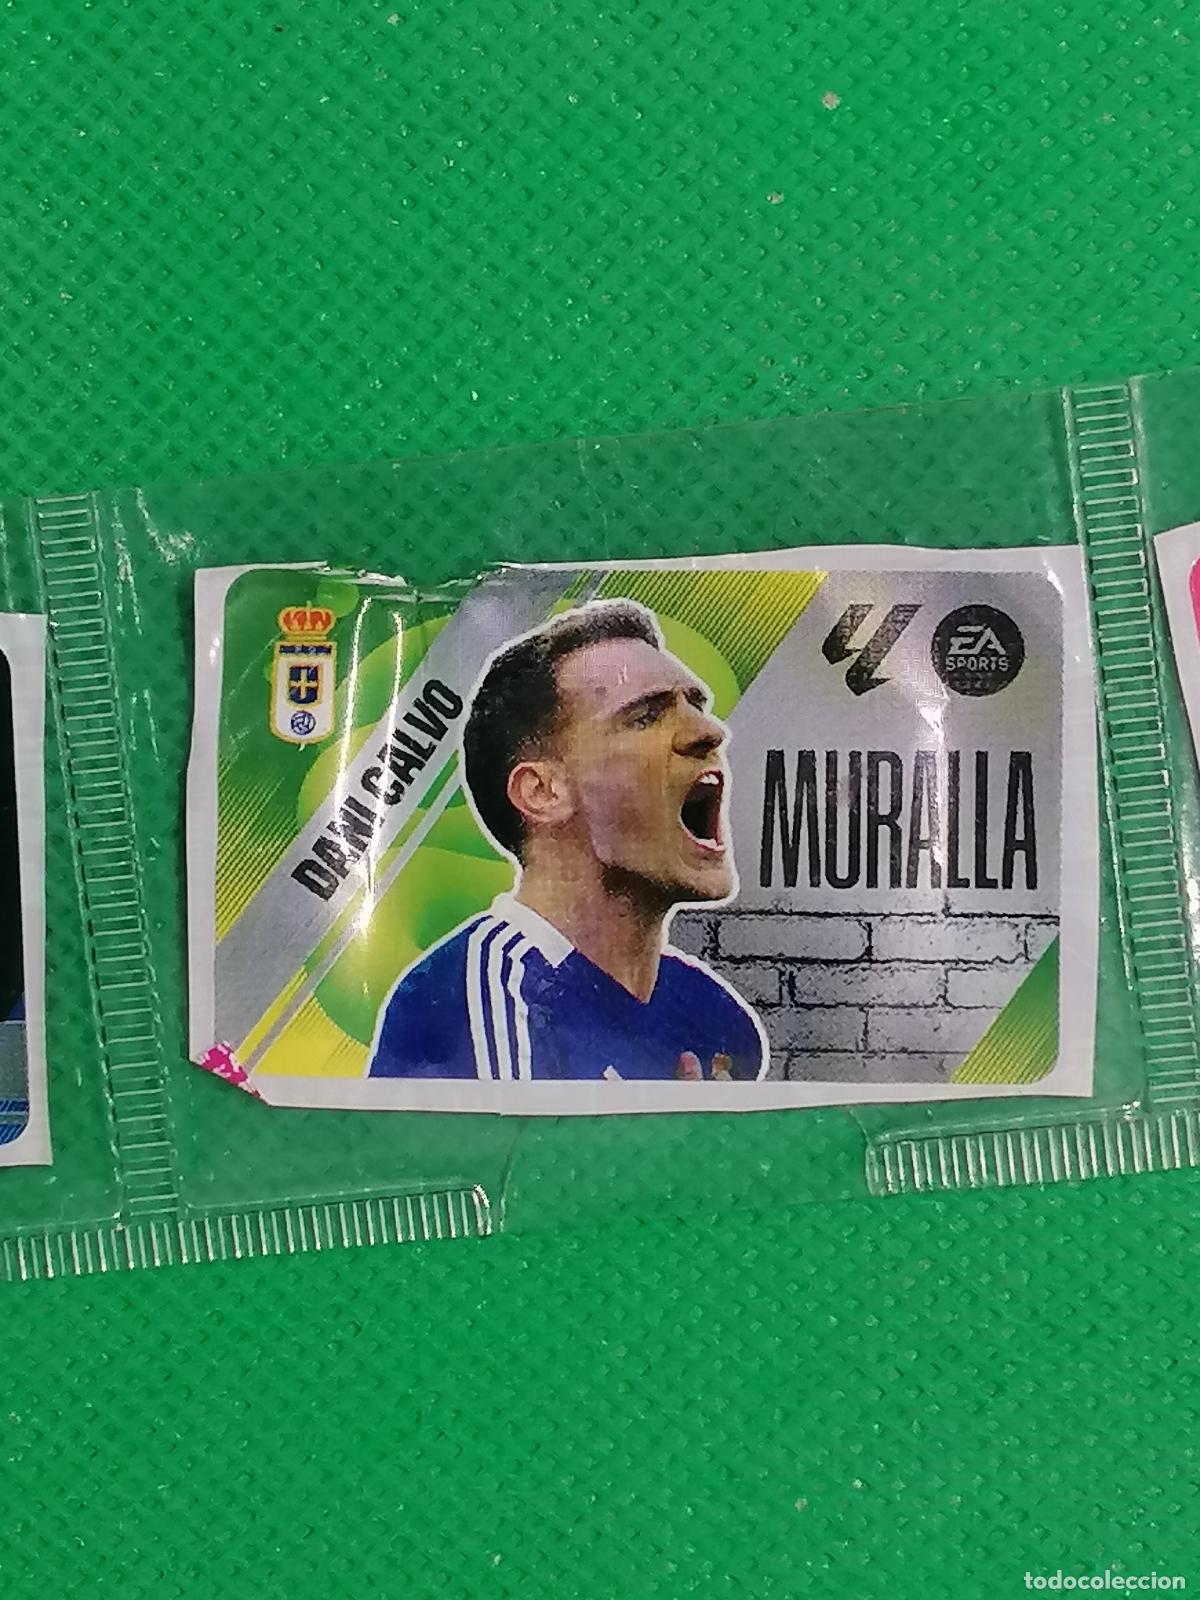 DANI CALVO
EA
SPORTS
MURALLA
todocoleccion